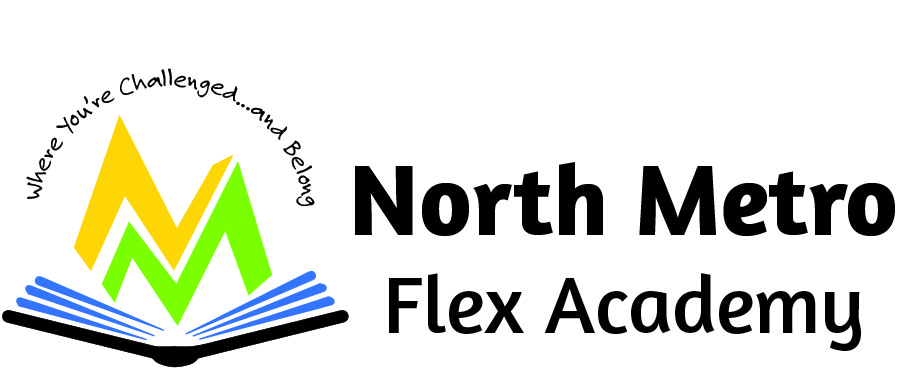 Where You're Challenged...and Belong
North Metro
Flex Academy